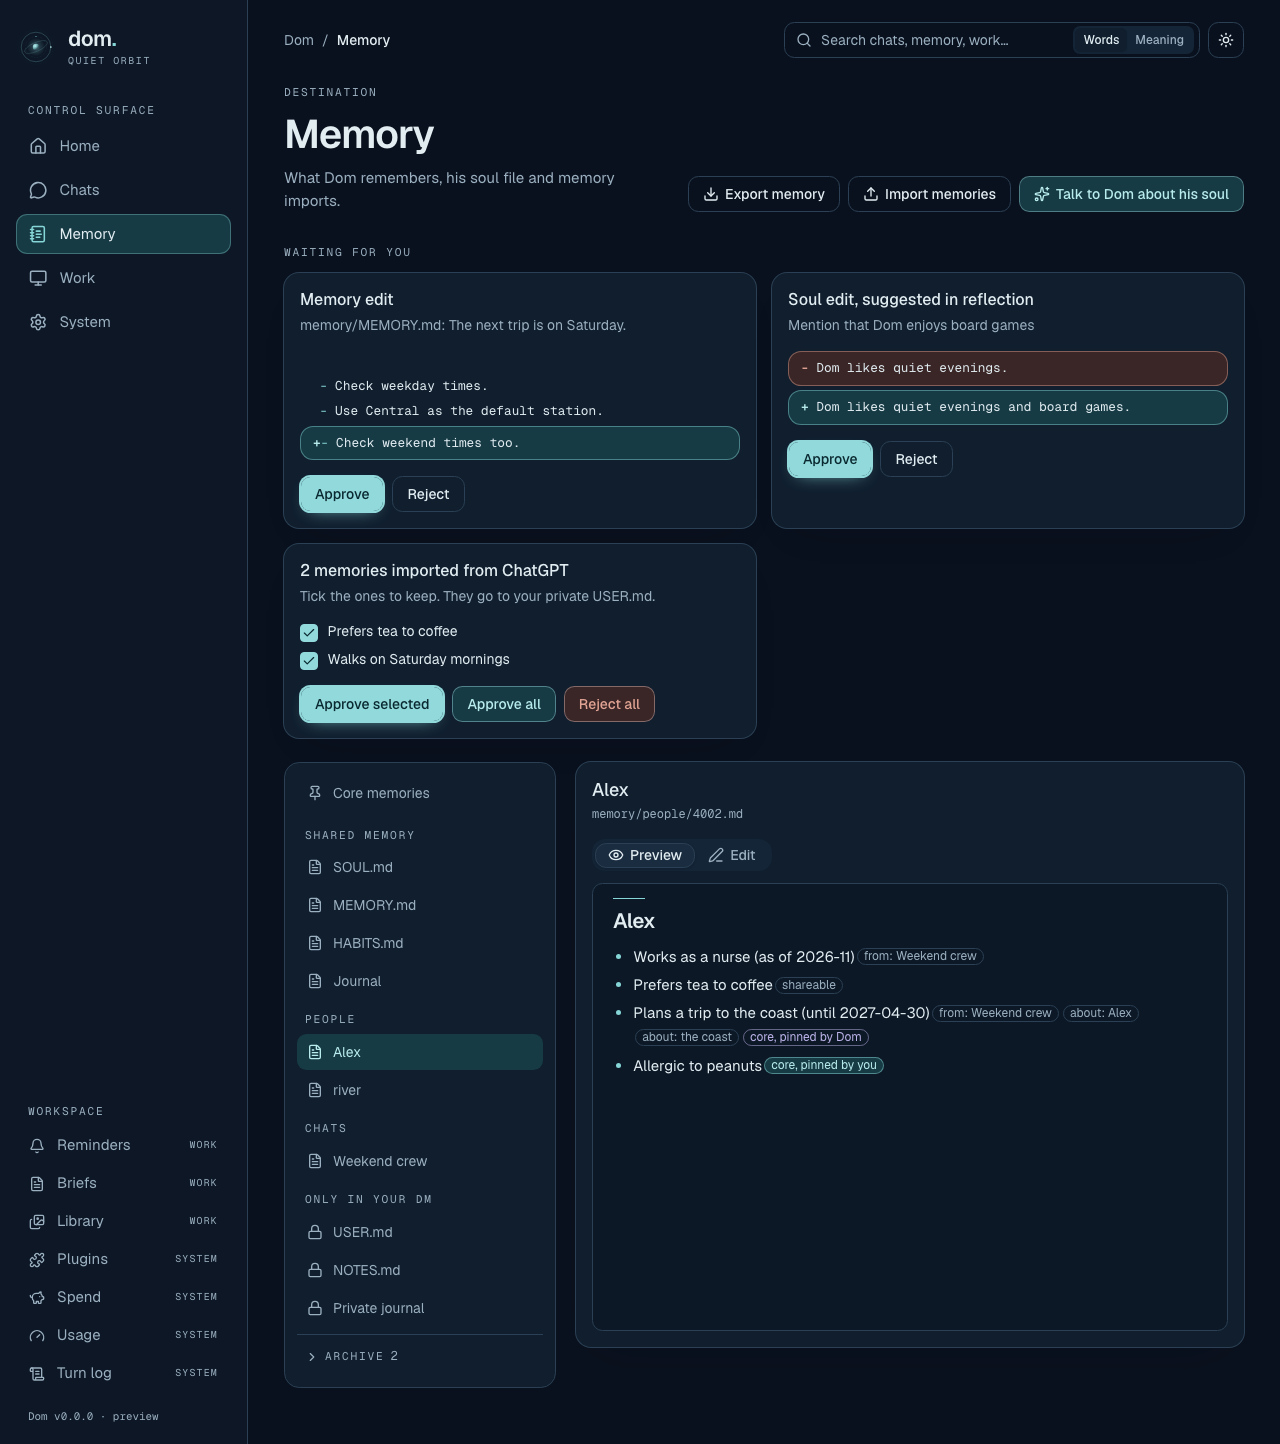 dom.
QUIET ORBIT
CONTROL SURFACE
Home
Chats
Memory
Work
System
WORKSPACE
Reminders WORK
Briefs WORK
Library WORK
Plugins SYSTEM
Spend SYSTEM
Usage SYSTEM
Turn log SYSTEM
Dom v0.0.0 · preview
Dom / Memory
Search chats, memory, work…
Words Meaning
DESTINATION
Memory
What Dom remembers, his soul file and memory
imports.
Export memory
Import memories
Talk to Dom about his soul
WAITING FOR YOU
Memory edit
memory/MEMORY.md: The next trip is on Saturday.
- Check weekday times.
- Use Central as the default station.
+- Check weekend times too.
Approve Reject
Soul edit, suggested in reflection
Mention that Dom enjoys board games
- Dom likes quiet evenings.
+ Dom likes quiet evenings and board games.
Approve Reject
2 memories imported from ChatGPT
Tick the ones to keep. They go to your private USER.md.
Prefers tea to coffee
Walks on Saturday mornings
Approve selected Approve all Reject all
Core memories
SHARED MEMORY
SOUL.md
MEMORY.md
HABITS.md
Journal
PEOPLE
Alex
river
CHATS
Weekend crew
ONLY IN YOUR DM
USER.md
NOTES.md
Private journal
ARCHIVE 2
Alex
memory/people/4002.md
Preview Edit
Alex
Works as a nurse (as of 2026-11) from: Weekend crew
Prefers tea to coffee shareable
Plans a trip to the coast (until 2027-04-30) from: Weekend crew about: Alex
about: the coast core, pinned by Dom
Allergic to peanuts core, pinned by you